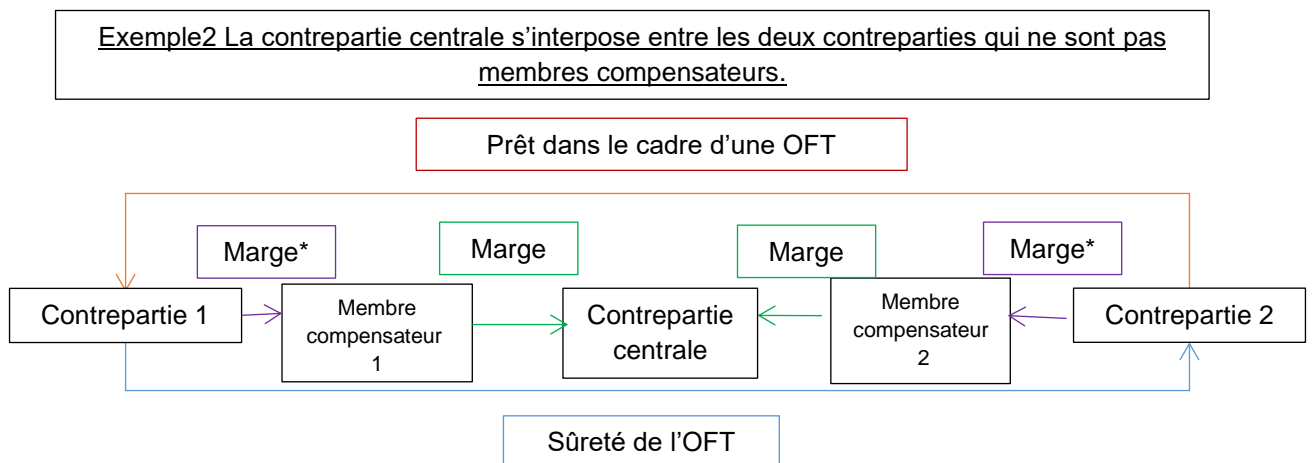 Exemple2 La contrepartie centrale s’interpose entre les deux contreparties qui ne sont pas
membres compensateurs.
Prêt dans le cadre d’une OFT
Marge*
Marge
Marge
Marge*
Contrepartie 1
Membre
compensateur
1
Contrepartie
centrale
Membre
compensateur
2
Contrepartie 2
Sûreté de l’OFT